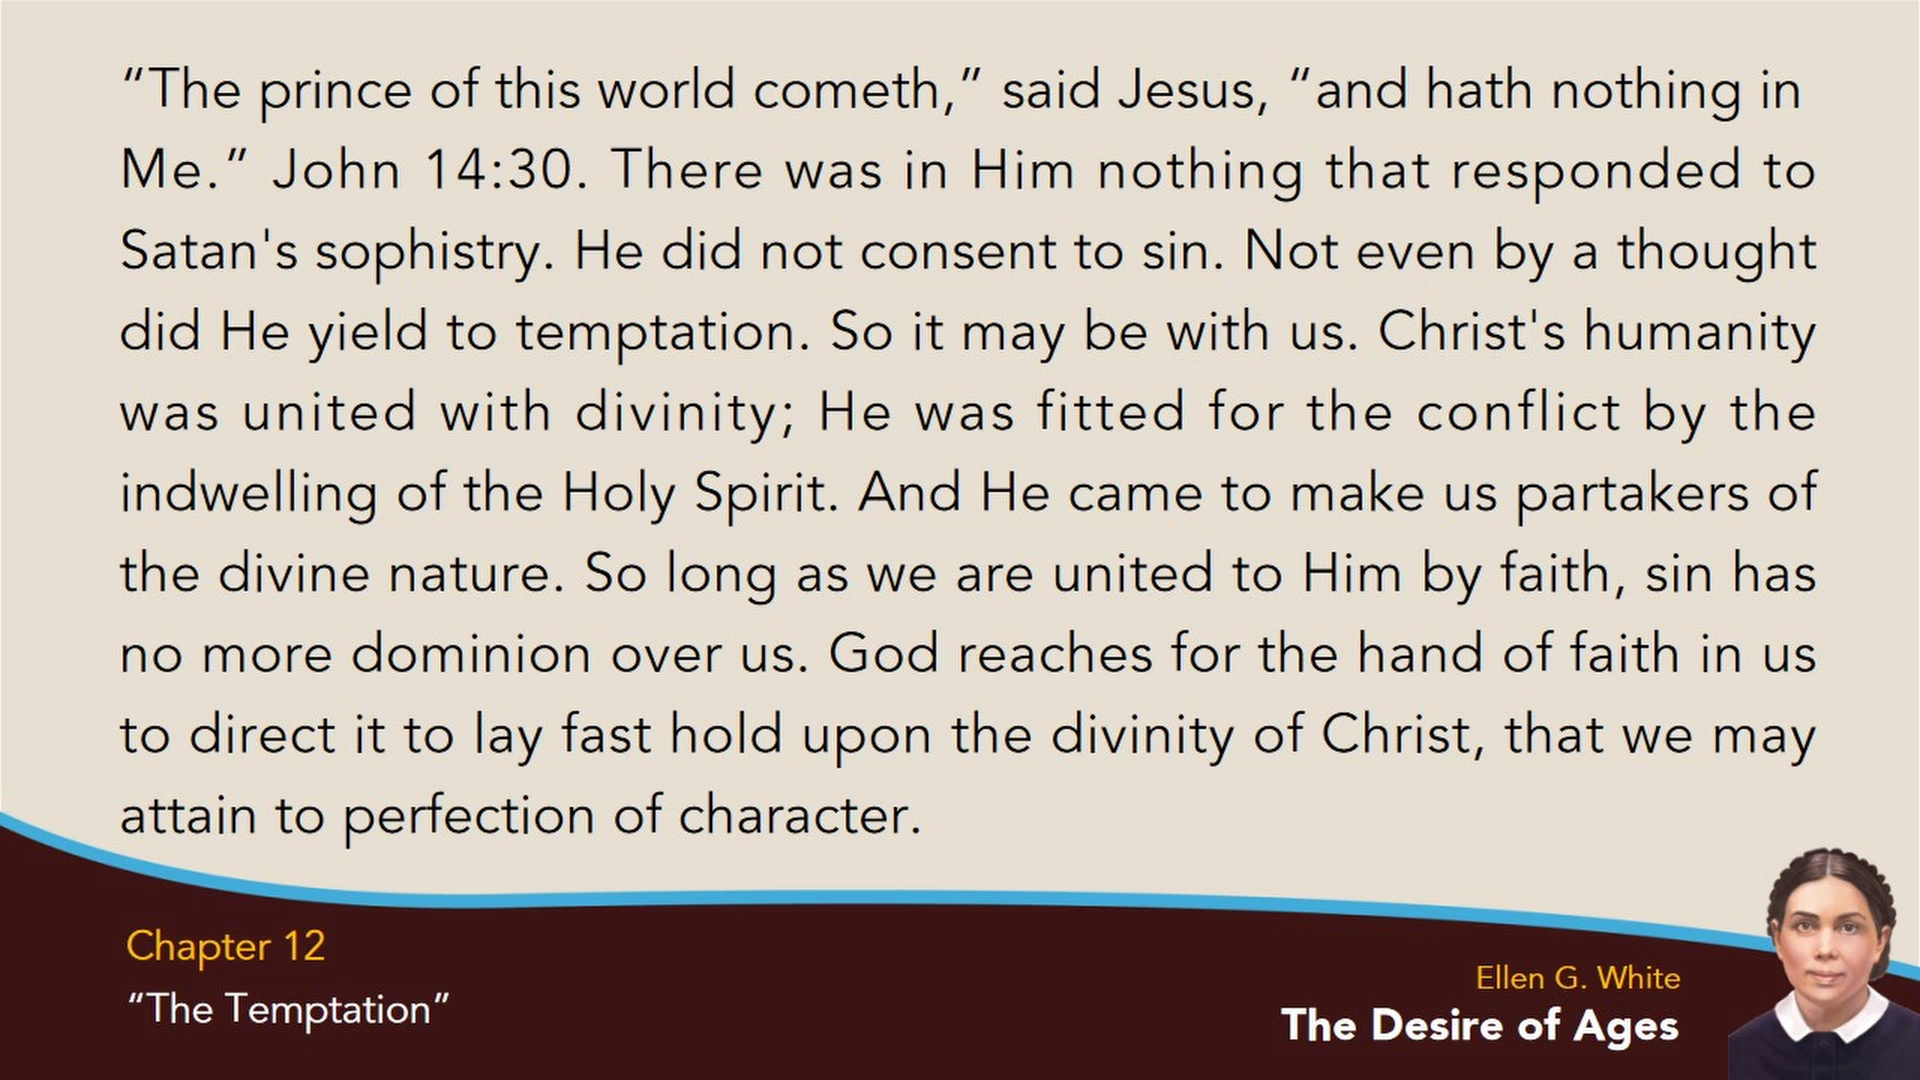 “The prince of this world cometh,” said Jesus, “and hath nothing in
Me.” John 14:30. There was in Him nothing that responded to
Satan's sophistry. He did not consent to sin. Not even by a thought
did He yield to temptation. So it may be with us. Christ's humanity
was united with divinity; He was fitted for the conflict by the
indwelling of the Holy Spirit. And He came to make us partakers of
the divine nature. So long as we are united to Him by faith, sin has
no more dominion over us. God reaches for the hand of faith in us
to direct it to lay fast hold upon the divinity of Christ, that we may
attain to perfection of character.
Chapter 12
“The Temptation”
Ellen G. White
The Desire of Ages